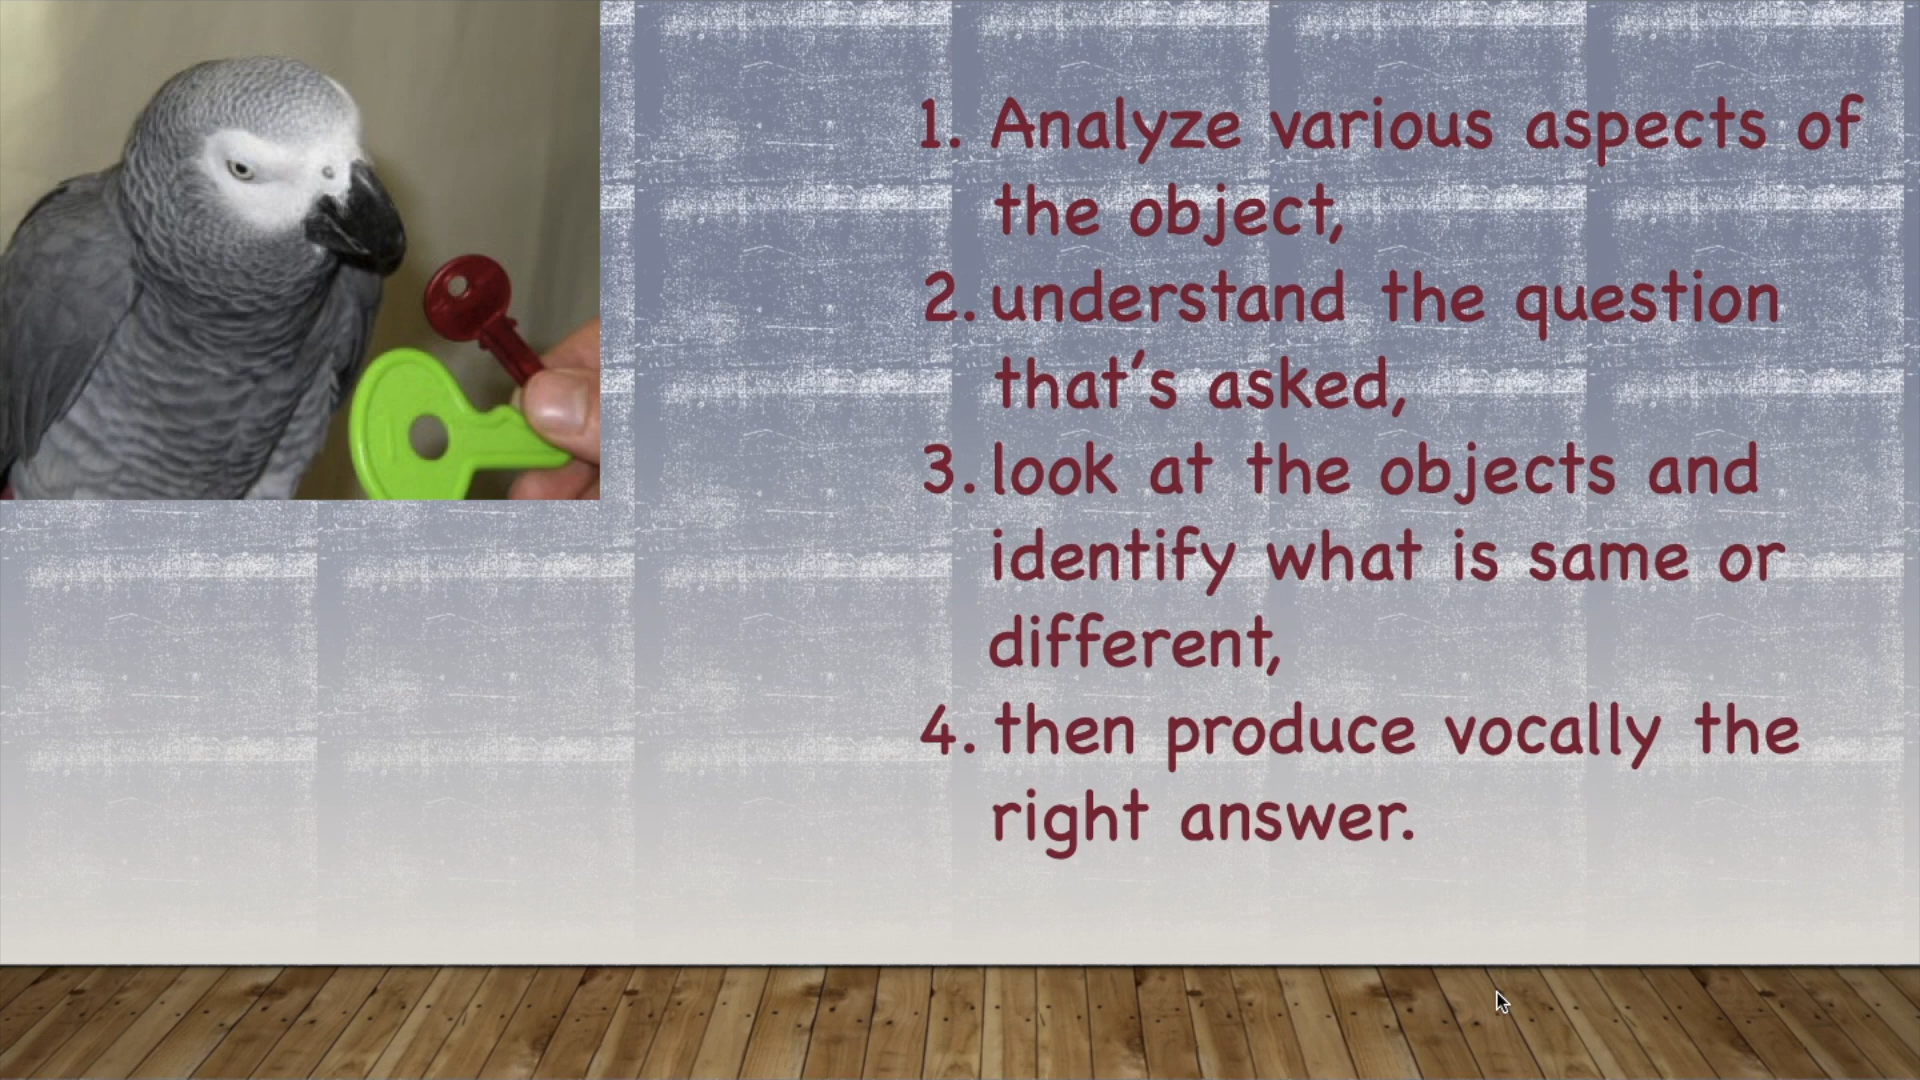 1. Analyze various aspects of
the object,
2. understand the question
that's asked,
3. look at the objects and
identify what is same or
different,
4. then produce vocally the
right answer.